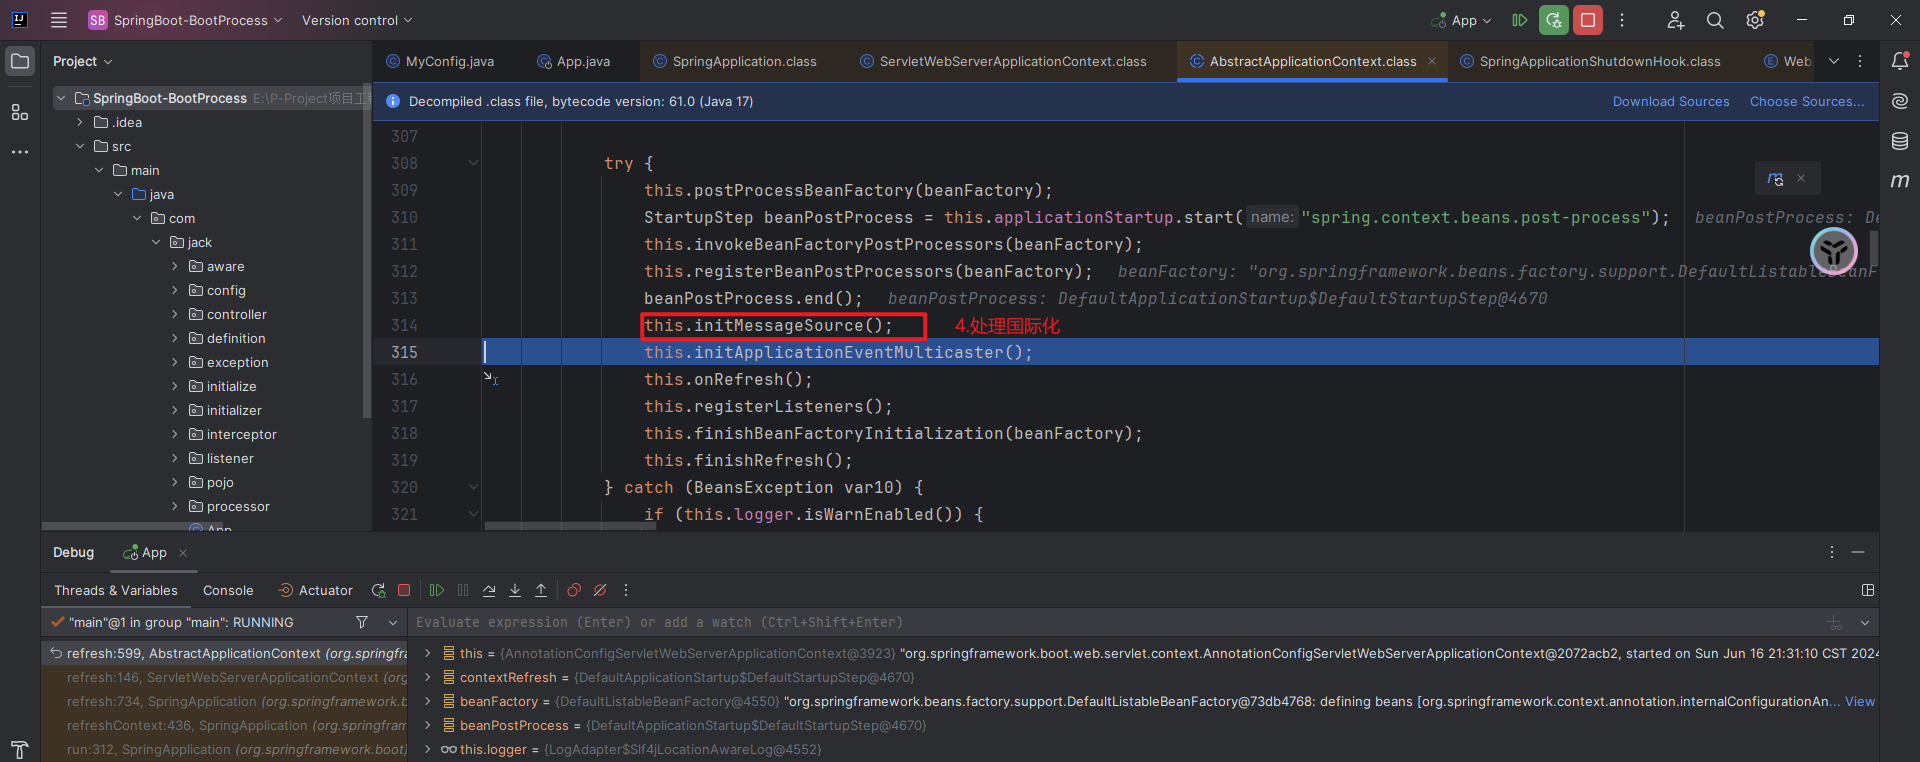 SB SpringBoot-BootProcess Version control App
Project
MyConfig.java App.java SpringApplication.class ServletWebServerApplicationContext.class AbstractApplicationContext.class SpringApplicationShutdownHook.class Web
SpringBoot-BootProcess E:\P-Project项目工
.idea
src
main
java
com
jack
aware
config
controller
definition
exception
initialize
initializer
interceptor
listener
pojo
processor
App
Decompiled .class file, bytecode version: 61.0 (Java 17) Download Sources Choose Sources...
307
308 try {
309 this.postProcessBeanFactory(beanFactory);
310 StartupStep beanPostProcess = this.applicationStartup.start( name: "spring.context.beans.post-process"); beanPostProcess: De
311 this.invokeBeanFactoryPostProcessors(beanFactory);
312 this.registerBeanPostProcessors(beanFactory); beanFactory: "org.springframework.beans.factory.support.DefaultListableBeanF
313 beanPostProcess.end(); beanPostProcess: DefaultApplicationStartup$DefaultStartupStep@4670
314 this.initMessageSource(); 4.处理国际化
315 this.initApplicationEventMulticaster();
316 this.onRefresh();
317 this.registerListeners();
318 this.finishBeanFactoryInitialization(beanFactory);
319 this.finishRefresh();
320 } catch (BeansException var10) {
321 if (this.logger.isWarnEnabled()) {
Debug App
Threads & Variables Console Actuator
"main"@1 in group "main": RUNNING
refresh:599, AbstractApplicationContext (org.springfra
refresh:146, ServletWebServerApplicationContext (org
refresh:734, SpringApplication (org.springframework.b
refreshContext:436, SpringApplication (org.springfram
run:312, SpringApplication (org.springframework.boot)
Evaluate expression (Enter) or add a watch (Ctrl+Shift+Enter)
this = {AnnotationConfigServletWebServerApplicationContext@3923} "org.springframework.boot.web.servlet.context.AnnotationConfigServletWebServerApplicationContext@2072acb2, started on Sun Jun 16 21:31:10 CST 2024
contextRefresh = {DefaultApplicationStartup$DefaultStartupStep@4670}
beanFactory = {DefaultListableBeanFactory@4550} "org.springframework.beans.factory.support.DefaultListableBeanFactory@73db4768: defining beans [org.springframework.context.annotation.internalConfigurationAn... View
beanPostProcess = {DefaultApplicationStartup$DefaultStartupStep@4670}
this.logger = {LogAdapter$Slf4jLocationAwareLog@4552}